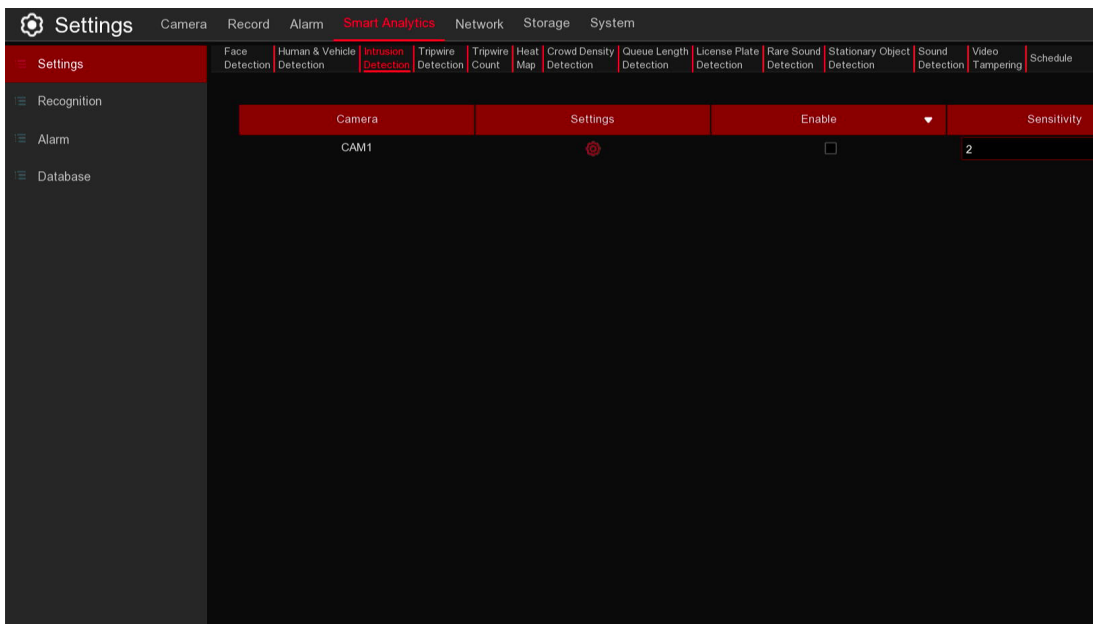 Settings Camera Record Alarm Smart Analytics Network Storage System
Face Human & Vehicle Intrusion Tripwire Tripwire Heat Crowd Density Queue Length License Plate Rare Sound Stationary Object Sound Video Schedule
Detection Detection Detection Detection Count Map Detection Detection Detection Detection Detection Detection Tampering
Settings
Recognition
Alarm
Database
Camera Settings Enable Sensitivity
CAM1 2